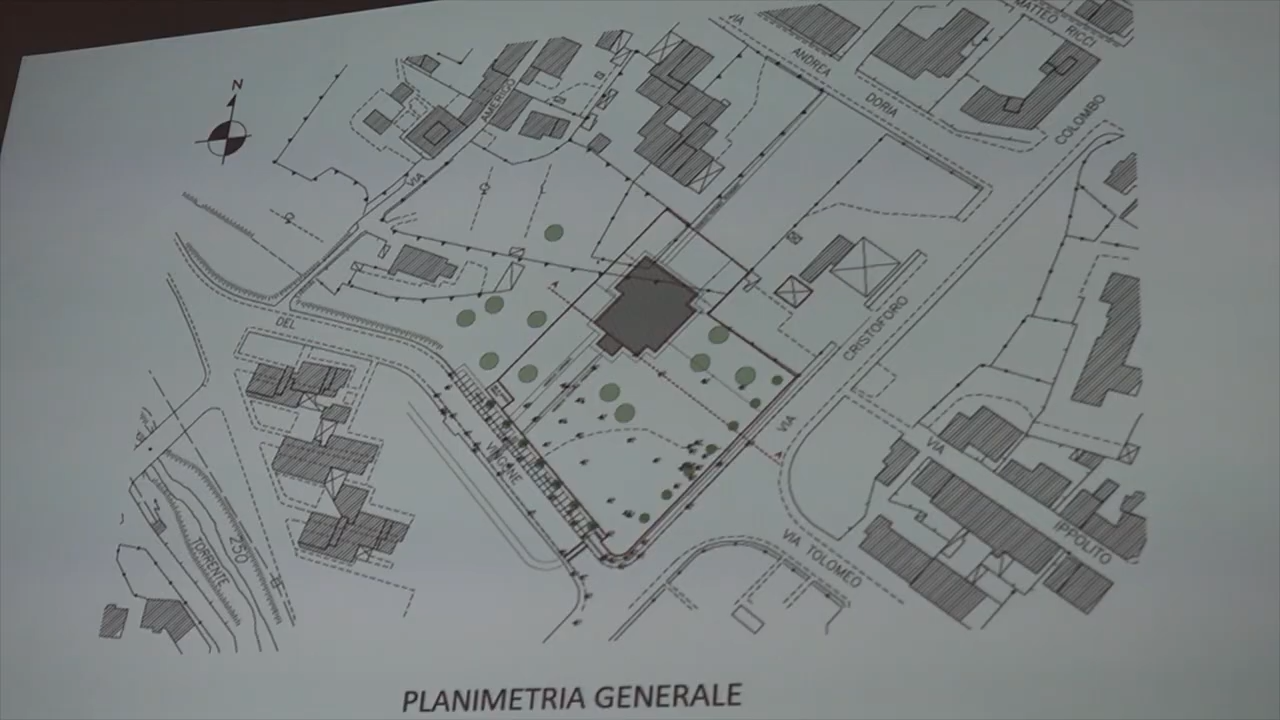 N
VIA
ANDREA
DORIA
MATTEO RICCI
COLOMBO
CRISTOFORO
VIA
VIA
AMERIGO
DEL
VINGONE
VIA
IPPOLITO
VIA TOLOMEO
TORRENTE
250
A
A
PLANIMETRIA GENERALE